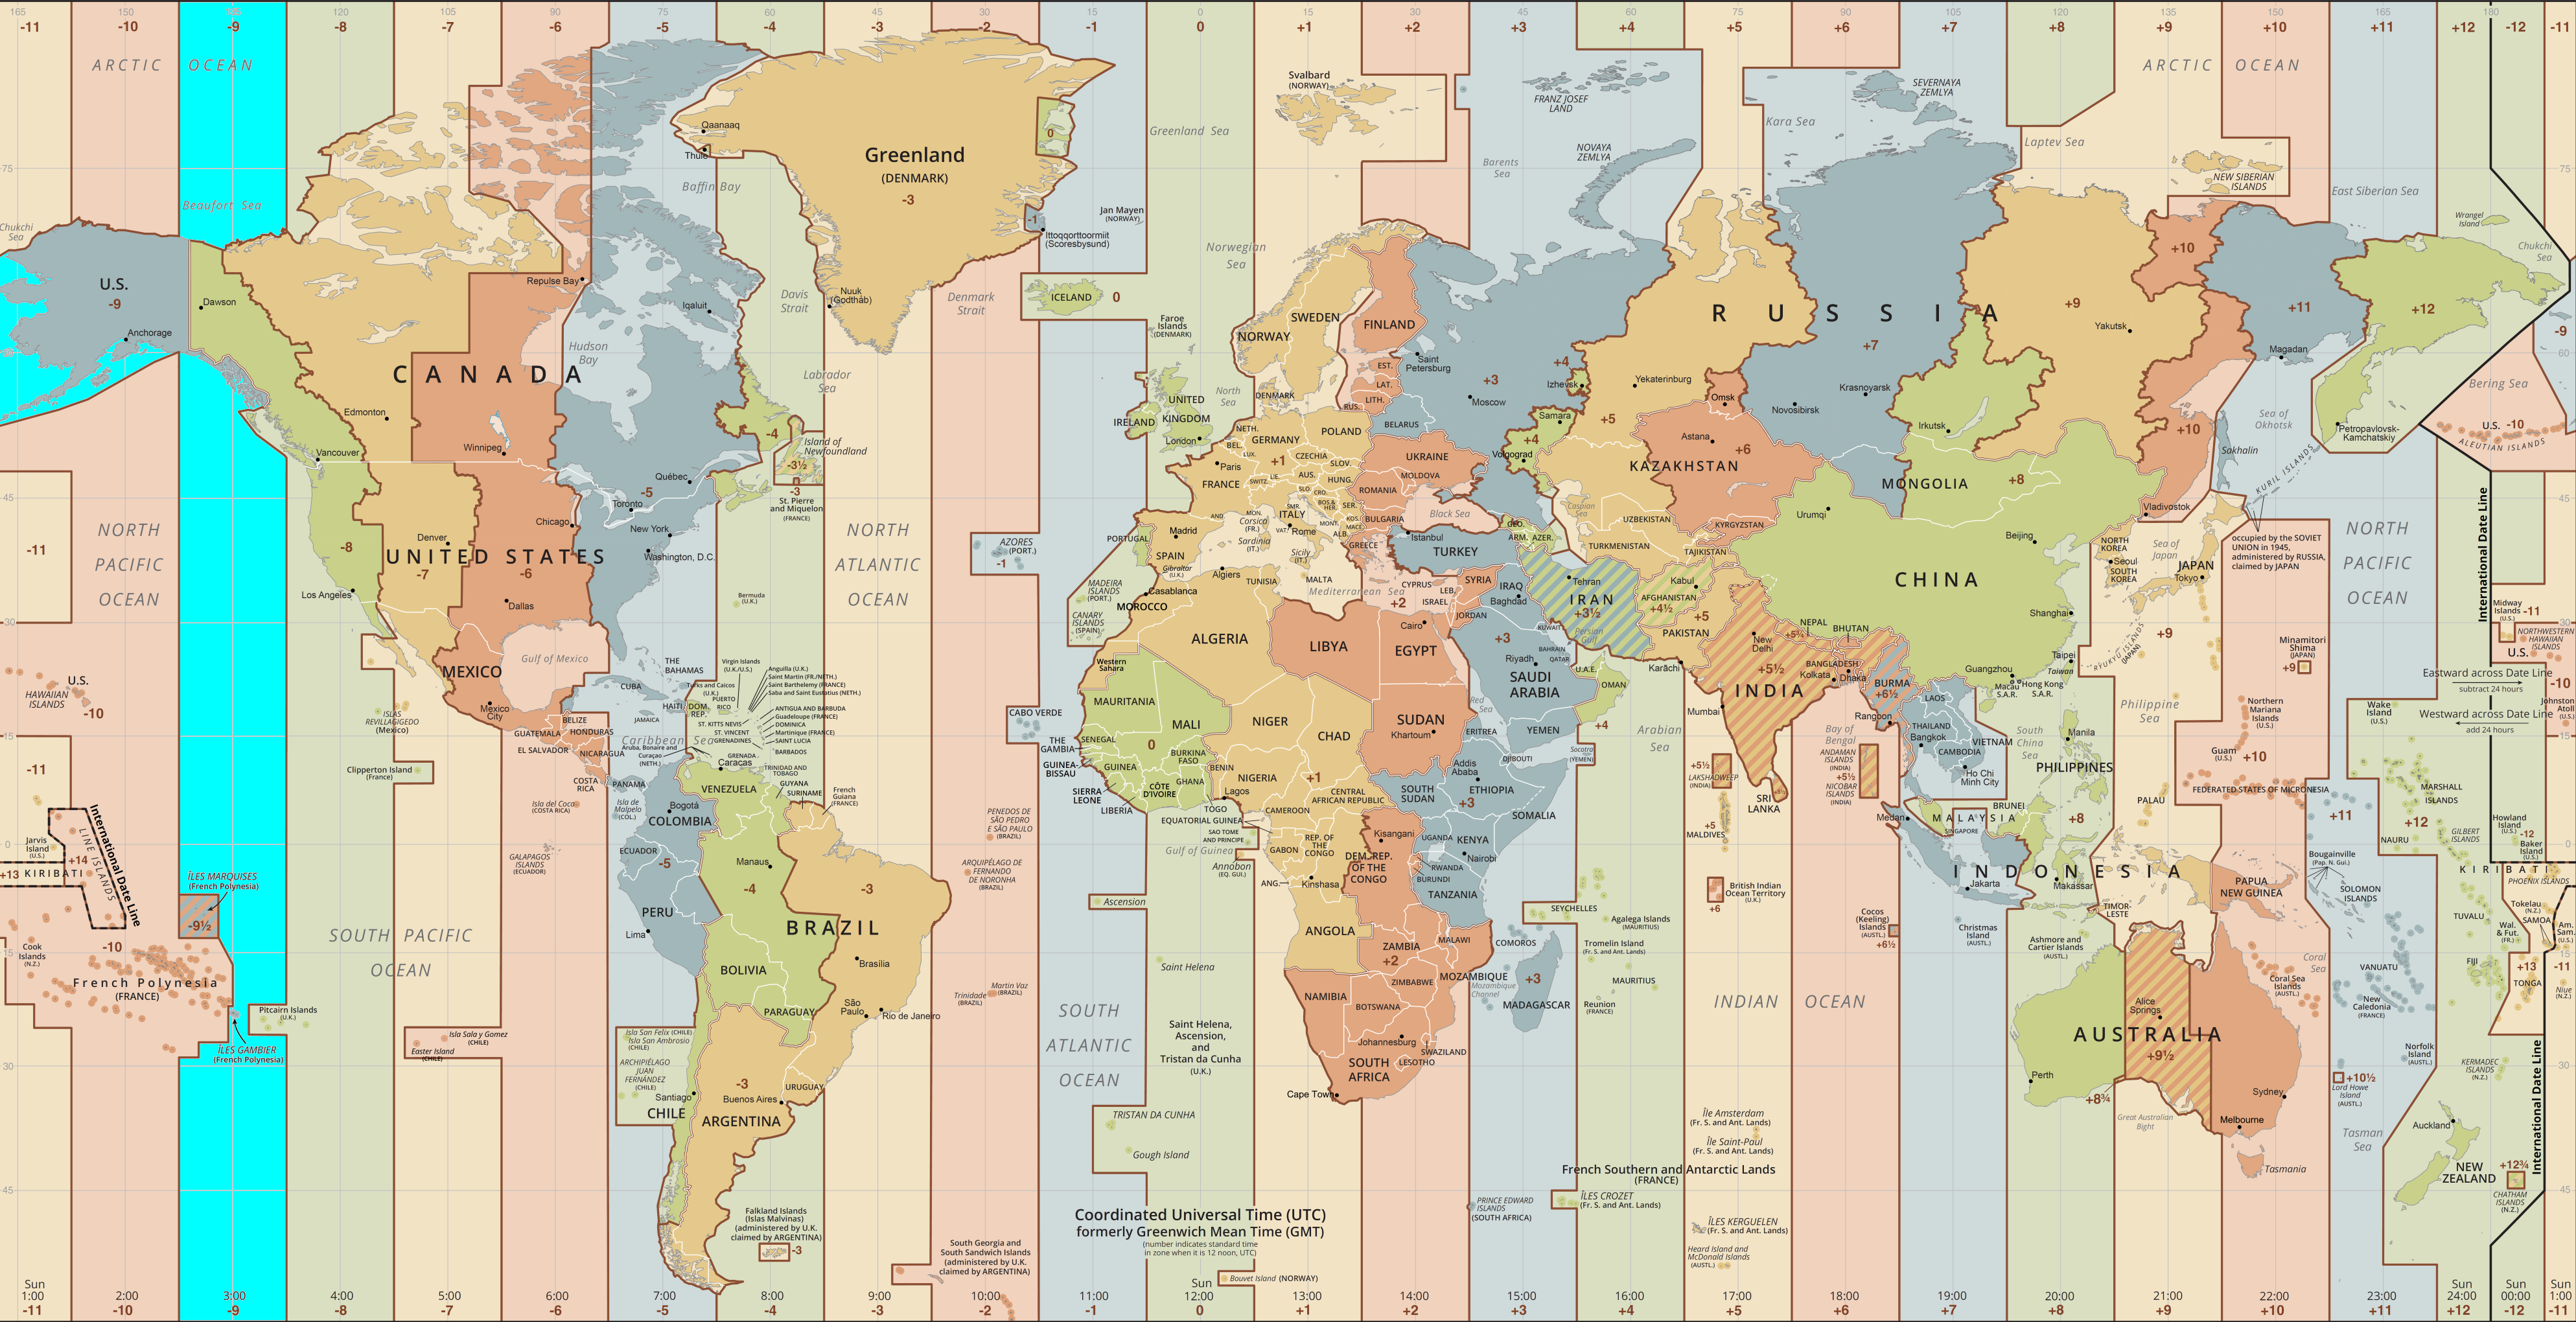 165 150 135 120 105 90 75 60 45 30 15 0 15 30 45 60 75 90 105 120 135 150 165 180
-11 -10 -9 -8 -7 -6 -5 -4 -3 -2 -1 0 +1 +2 +3 +4 +5 +6 +7 +8 +9 +10 +11 +12 -12 -11
ARCTIC OCEAN
ARCTIC OCEAN
Svalbard
(NORWAY)
FRANZ JOSEF
LAND
SEVERNAYA
ZEMLYA
Qaanaaq
Thule
Greenland
(DENMARK)
-3
0
-1
Greenland Sea
Kara Sea
Laptev Sea
Barents
Sea
NOVAYA
ZEMLYA
NEW SIBERIAN
ISLANDS
East Siberian Sea
Wrangel
Island
Chukchi
Sea
Chukchi
Sea
Beaufort Sea
Baffin Bay
Jan Mayen
(NORWAY)
Ittoqqortoormiit
(Scoresbysund)
Norwegian
Sea
U.S.
-9
Anchorage
Dawson
Repulse Bay
Iqaluit
Davis
Strait
Nuuk
(Godthåb)
Denmark
Strait
ICELAND 0
Faroe
Islands
(DENMARK)
NORWAY
SWEDEN
FINLAND
RUSSIA
+10
+9
Yakutsk
+11
Magadan
+12
-9
CANADA
Hudson
Bay
Labrador
Sea
Edmonton
Winnipeg
Vancouver
-4
-3½
Island of
Newfoundland
-3
St. Pierre
and Miquelon
(FRANCE)
Québec
-5
Toronto
New York
Washington, D.C.
Chicago
Denver
-8
UNITED STATES
-7
-6
Dallas
Los Angeles
North
Sea
DENMARK
EST.
LAT.
LITH.
RUS.
Saint
Petersburg
+3
Moscow
BELARUS
+4
Izhevsk
Samara
+4
Volgograd
Yekaterinburg
+5
Omsk
+7
Krasnoyarsk
Novosibirsk
Irkutsk
Sea of
Okhotsk
Petropavlovsk-
Kamchatskiy
Bering Sea
U.S. -10
ALEUTIAN ISLANDS
Sakhalin
KURIL ISLANDS
+10
Vladivostok
UNITED
KINGDOM
IRELAND
London
NETH.
BEL.
LUX.
GERMANY
POLAND
CZECHIA
SLOV.
+1
Paris
FRANCE
SWITZ.
LIE.
AUS.
HUNG.
SLO.
CRO.
BOS.&
HER.
SER.
MONT.
KOS.
MACE.
ALB.
SMR.
MON.
AND.
VAT.
ITALY
Rome
Corsica
(FR.)
Sardinia
(IT.)
Sicily
(IT.)
UKRAINE
MOLDOVA
ROMANIA
BULGARIA
GREECE
Black Sea
Istanbul
TURKEY
GEO.
ARM. AZER.
Caspian
Sea
Astana
+6
KAZAKHSTAN
UZBEKISTAN
KYRGYZSTAN
TURKMENISTAN
TAJIKISTAN
MONGOLIA
+8
Urumqi
Beijing
CHINA
Shanghai
Guangzhou
Hong Kong
S.A.R.
Macau
S.A.R.
Taipei
Taiwan
NORTH
KOREA
Seoul
SOUTH
KOREA
Sea of
Japan
JAPAN
Tokyo
+9
RYUKYU ISLANDS
(JAPAN)
occupied by the SOVIET
UNION in 1945,
administered by RUSSIA,
claimed by JAPAN
NORTH
PACIFIC
OCEAN
NORTH
PACIFIC
OCEAN
NORTH
ATLANTIC
OCEAN
International Date Line
-11
Bermuda
(U.K.)
AZORES
(PORT.)
-1
PORTUGAL
Madrid
SPAIN
Gibraltar
(U.K.)
Algiers
TUNISIA
MALTA
Mediterranean Sea
MADEIRA
ISLANDS
(PORT.)
CANARY
ISLANDS
(SPAIN)
Casablanca
MOROCCO
ALGERIA
LIBYA
EGYPT
Cairo
+2
CYPRUS
LEB.
ISRAEL
SYRIA
JORDAN
IRAQ
Baghdad
Tehran
IRAN
+3½
Persian
Gulf
KUWAIT
BAHRAIN
QATAR
U.A.E.
OMAN
+4
Riyadh
SAUDI
ARABIA
+3
Red
Sea
YEMEN
Socotra
(YEMEN)
Kabul
AFGHANISTAN
+4½
+5
PAKISTAN
Karāchi
New
Delhi
NEPAL
+5¾
BHUTAN
BANGLADESH
Kolkata
Dhaka
INDIA
+5½
Mumbai
BURMA
+6½
Rangoon
Arabian
Sea
Bay of
Bengal
ANDAMAN
ISLANDS
(INDIA)
+5½
NICOBAR
ISLANDS
(INDIA)
+5½
LAKSHADWEEP
(INDIA)
SRI
LANKA
+5
MALDIVES
LAOS
THAILAND
Bangkok
VIETNAM
CAMBODIA
Ho Chi
Minh City
South
China
Sea
Manila
PHILIPPINES
Philippine
Sea
Midway
Islands
(U.S.)
-11
NORTHWESTERN
HAWAIIAN
ISLANDS
U.S.
-10
Minamitori
Shima
(JAPAN)
+9
Eastward across Date Line
subtract 24 hours
Westward across Date Line
add 24 hours
Johnston
Atoll
(U.S.)
Wake
Island
(U.S.)
Northern
Mariana
Islands
(U.S.)
Guam
(U.S.)
+10
FEDERATED STATES OF MICRONESIA
MARSHALL
ISLANDS
+11
+12
PALAU
U.S.
HAWAIIAN
ISLANDS
-10
MEXICO
Mexico
City
Gulf of Mexico
THE
BAHAMAS
CUBA
HAITI
DOM.
REP.
JAMAICA
PUERTO
RICO
Turks and Caicos
(U.K.)
Virgin Islands
(U.K./U.S.)
Anguilla (U.K.)
Saint Martin (FR./NETH.)
Saint Barthelemy (FRANCE)
Saba and Saint Eustatius (NETH.)
ANTIGUA AND BARBUDA
Guadeloupe (FRANCE)
DOMINICA
Martinique (FRANCE)
SAINT LUCIA
BARBADOS
ST. KITTS NEVIS
ST. VINCENT
GRENADINES
GRENADA
TRINIDAD AND
TOBAGO
Caribbean Sea
Aruba, Bonaire and
Curaçao
(NETH.)
BELIZE
GUATEMALA
HONDURAS
EL SALVADOR
NICARAGUA
COSTA
RICA
PANAMA
Isla de
Malpelo
(COL.)
Isla del Coco
(COSTA RICA)
ISLAS
REVILLAGIGEDO
(Mexico)
Clipperton Island
(France)
Caracas
VENEZUELA
GUYANA
SURINAME
French
Guiana
(FRANCE)
Bogotá
COLOMBIA
ECUADOR
-5
GALAPAGOS
ISLANDS
(ECUADOR)
Manaus
-4
-3
PERU
Lima
BRAZIL
Brasília
BOLIVIA
São
Paulo
Rio de Janeiro
PARAGUAY
PENEDOS DE
SÃO PEDRO
E SÃO PAULO
(BRAZIL)
ARQUIPÉLAGO DE
FERNANDO
DE NORONHA
(BRAZIL)
Trinidade
(BRAZIL)
Martin Vaz
(BRAZIL)
CABO VERDE
Western
Sahara
MAURITANIA
MALI
0
SENEGAL
THE
GAMBIA
GUINEA-
BISSAU
GUINEA
SIERRA
LEONE
LIBERIA
CÔTE
D'IVOIRE
BURKINA
FASO
GHANA
TOGO
BENIN
NIGER
NIGERIA
Lagos
CHAD
+1
CAMEROON
CENTRAL
AFRICAN REPUBLIC
EQUATORIAL GUINEA
SAO TOME
AND PRINCIPE
Gulf of Guinea
Annobón
(EQ. GUI.)
GABON
REP. OF
THE
CONGO
SUDAN
Khartoum
ERITREA
DJIBOUTI
Addis
Ababa
ETHIOPIA
SOUTH
SUDAN
+3
SOMALIA
UGANDA
KENYA
Nairobi
RWANDA
BURUNDI
TANZANIA
Kisangani
DEM. REP.
OF THE
CONGO
Kinshasa
ANG.
ANGOLA
ZAMBIA
+2
MALAWI
MOZAMBIQUE
Mozambique
Channel
ZIMBABWE
NAMIBIA
BOTSWANA
Johannesburg
SWAZILAND
LESOTHO
SOUTH
AFRICA
Cape Town
COMOROS
+3
MADAGASCAR
SEYCHELLES
Agalega Islands
(MAURITIUS)
Tromelin Island
(Fr. S. and Ant. Lands)
MAURITIUS
Reunion
(FRANCE)
British Indian
Ocean Territory
(U.K.)
+6
INDIAN OCEAN
Cocos
(Keeling)
Islands
(AUSTL.)
+6½
Christmas
Island
(AUSTL.)
Medan
MALAYSIA
SINGAPORE
BRUNEI
+8
INDONESIA
Jakarta
Makassar
TIMOR-
LESTE
Ashmore and
Cartier Islands
(AUSTL.)
PAPUA
NEW GUINEA
Bougainville
(Pap. N. Gui.)
SOLOMON
ISLANDS
NAURU
GILBERT
ISLANDS
Howland
Island
(U.S.)
-12
Baker
Island
(U.S.)
KIRIBATI
PHOENIX ISLANDS
TUVALU
Tokelau
(N.Z.)
SAMOA
Am.
Sam.
(U.S.)
Wal.
& Fut.
(FR.)
FIJI
+13
TONGA
-11
Niue
(N.Z.)
VANUATU
New
Caledonia
(FRANCE)
Coral
Sea
Coral Sea
Islands
(AUSTL.)
AUSTRALIA
Alice
Springs
+9½
Perth
+8¾
Great Australian
Bight
Sydney
Melbourne
Tasmania
Tasman
Sea
Norfolk
Island
(AUSTL.)
+10½
Lord Howe
Island
(AUSTL.)
KERMADEC
ISLANDS
(N.Z.)
Auckland
NEW
ZEALAND
+12¾
CHATHAM
ISLANDS
(N.Z.)
International Date Line
-11
Jarvis
Island
(U.S.)
LINE ISLANDS
+14
International Date Line
+13 KIRIBATI
ÎLES MARQUISES
(French Polynesia)
-9½
-10
Cook
Islands
(N.Z.)
French Polynesia
(FRANCE)
ÎLES GAMBIER
(French Polynesia)
Pitcairn Islands
(U.K.)
SOUTH PACIFIC
OCEAN
Easter Island
(CHILE)
Isla Sala y Gomez
(CHILE)
Isla San Felix (CHILE)
Isla San Ambrosio
(CHILE)
ARCHIPIÉLAGO
JUAN
FERNÁNDEZ
(CHILE)
Santiago
CHILE
-3
ARGENTINA
Buenos Aires
URUGUAY
Falkland Islands
(Islas Malvinas)
(administered by U.K.
claimed by ARGENTINA)
-3
South Georgia and
South Sandwich Islands
(administered by U.K.
claimed by ARGENTINA)
SOUTH
ATLANTIC
OCEAN
Ascension
Saint Helena
Saint Helena,
Ascension,
and
Tristan da Cunha
(U.K.)
TRISTAN DA CUNHA
Gough Island
Coordinated Universal Time (UTC)
formerly Greenwich Mean Time (GMT)
(number indicates standard time
in zone when it is 12 noon, UTC)
Bouvet Island (NORWAY)
PRINCE EDWARD
ISLANDS
(SOUTH AFRICA)
Île Amsterdam
(Fr. S. and Ant. Lands)
Île Saint-Paul
(Fr. S. and Ant. Lands)
French Southern and Antarctic Lands
(FRANCE)
ÎLES CROZET
(Fr. S. and Ant. Lands)
ÎLES KERGUELEN
(Fr. S. and Ant. Lands)
Heard Island and
McDonald Islands
(AUSTL.)
75 60 45 30 15 0 15 30 45
Sun Sun Sun Sun Sun
1:00 2:00 3:00 4:00 5:00 6:00 7:00 8:00 9:00 10:00 11:00 12:00 13:00 14:00 15:00 16:00 17:00 18:00 19:00 20:00 21:00 22:00 23:00 24:00 00:00 1:00
-11 -10 -9 -8 -7 -6 -5 -4 -3 -2 -1 0 +1 +2 +3 +4 +5 +6 +7 +8 +9 +10 +11 +12 -12 -11